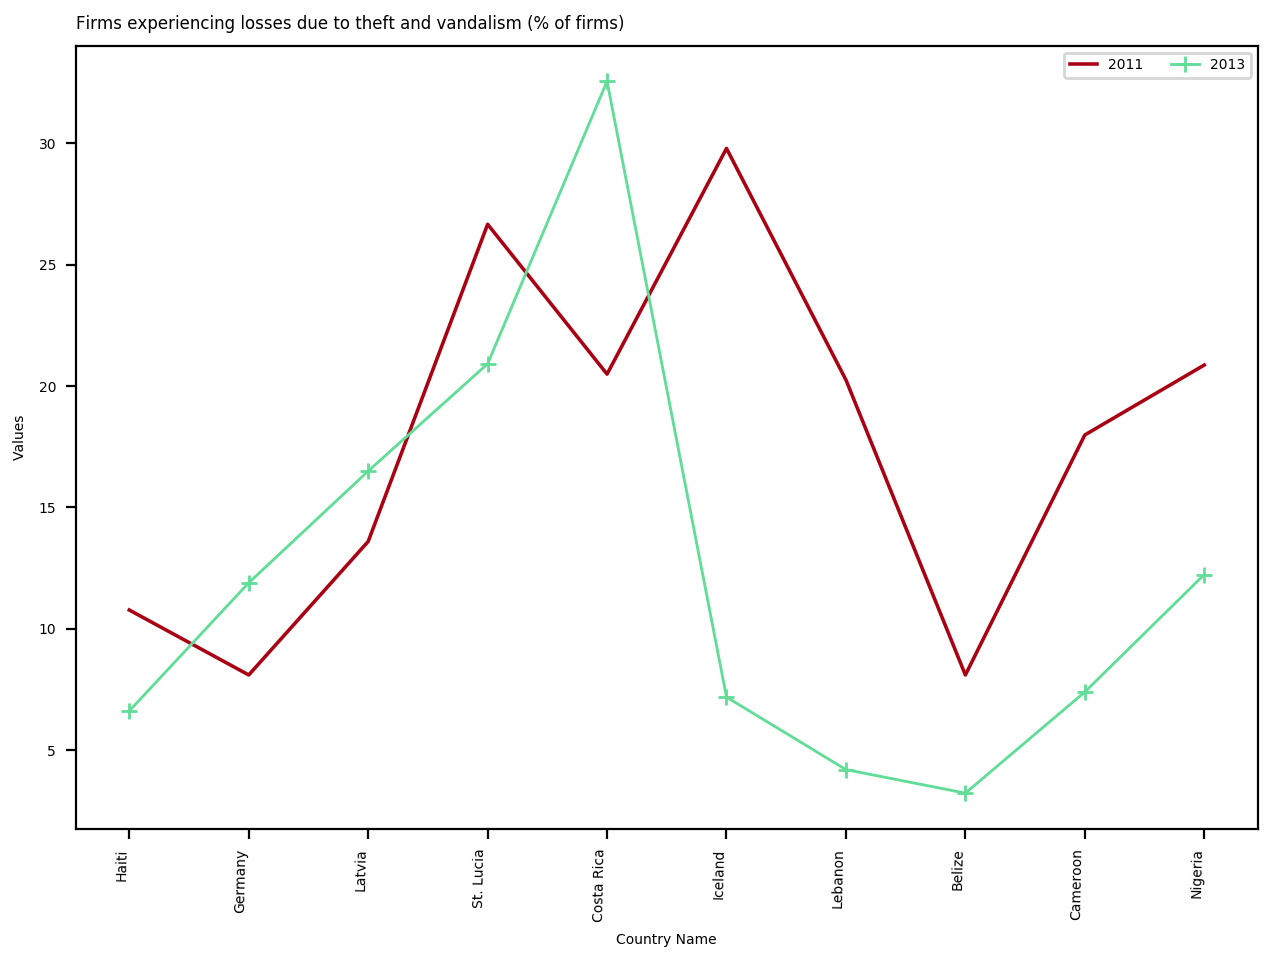 Firms experiencing losses due to theft and vandalism (% of firms)
2011 2013
30
25
20
15
10
5
Values
Haiti
Germany
Latvia
St. Lucia
Costa Rica
Iceland
Lebanon
Belize
Cameroon
Nigeria
Country Name